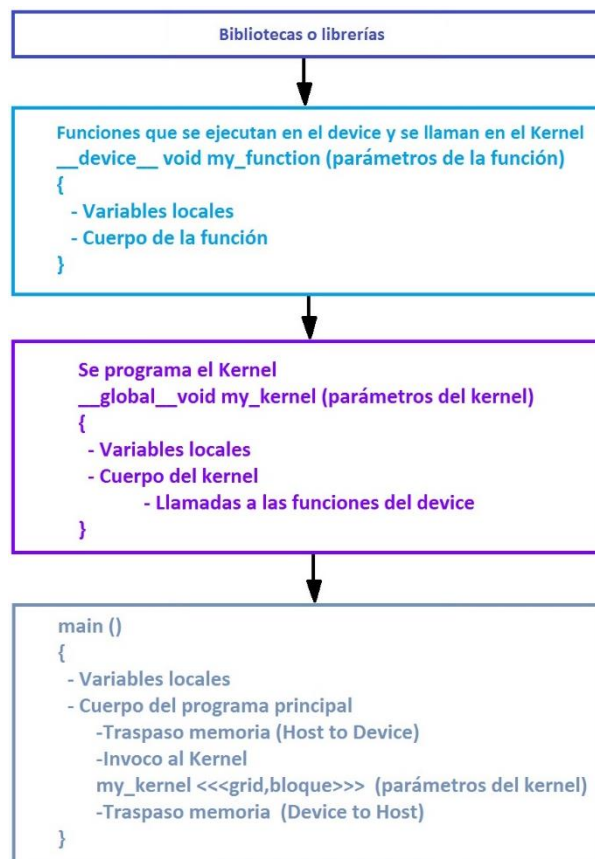 Bibliotecas o librerías
Funciones que se ejecutan en el device y se llaman en el Kernel
__device__ void my_function (parámetros de la función)
{
- Variables locales
- Cuerpo de la función
}
Se programa el Kernel
__global__void my_kernel (parámetros del kernel)
{
- Variables locales
- Cuerpo del kernel
- Llamadas a las funciones del device
}
main ()
{
- Variables locales
- Cuerpo del programa principal
-Traspaso memoria (Host to Device)
-Invoco al Kernel
my_kernel <<<grid,bloque>>> (parámetros del kernel)
-Traspaso memoria (Device to Host)
}